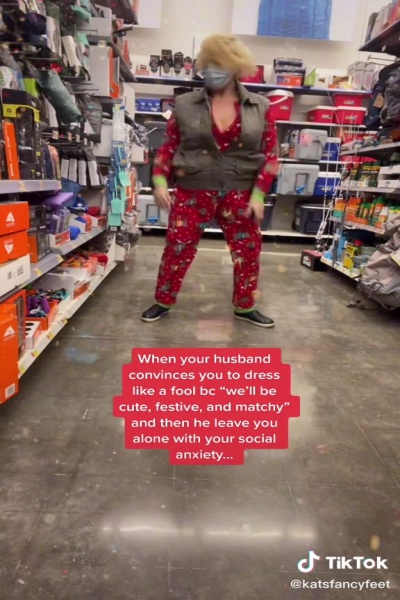 When your husband
convinces you to dress
like a fool bc “we’ll be
cute, festive, and matchy”
and then he leave you
alone with your social
anxiety...
TikTok
@katsfancyfeet